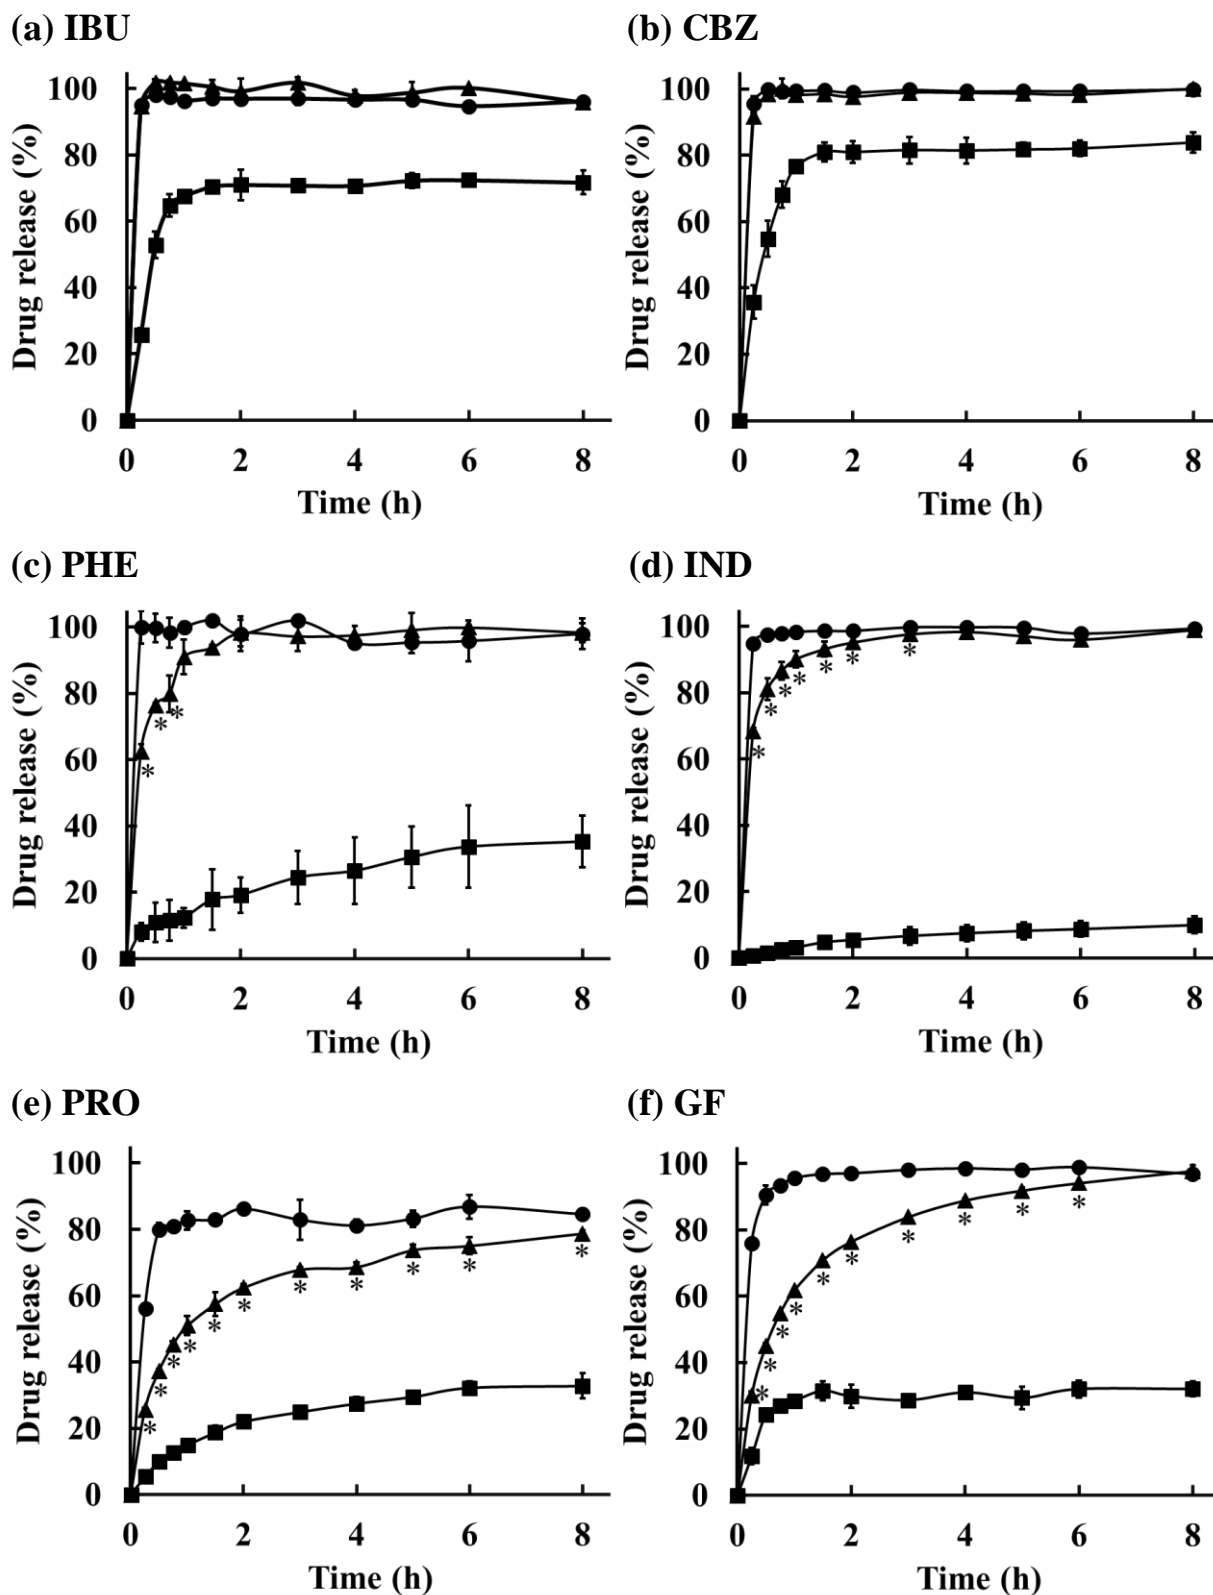 (a) IBU
Drug release (%)
100
80
60
40
20
0
0 2 4 6 8
Time (h)
(b) CBZ
Drug release (%)
100
80
60
40
20
0
0 2 4 6 8
Time (h)
(c) PHE
Drug release (%)
100
80
60
40
20
0
* * *
0 2 4 6 8
Time (h)
(d) IND
Drug release (%)
100
80
60
40
20
0
* * * * * * *
0 2 4 6 8
Time (h)
(e) PRO
Drug release (%)
100
80
60
40
20
0
* * * * * * * * * * *
0 2 4 6 8
Time (h)
(f) GF
Drug release (%)
100
80
60
40
20
0
* * * * * * * * * *
0 2 4 6 8
Time (h)